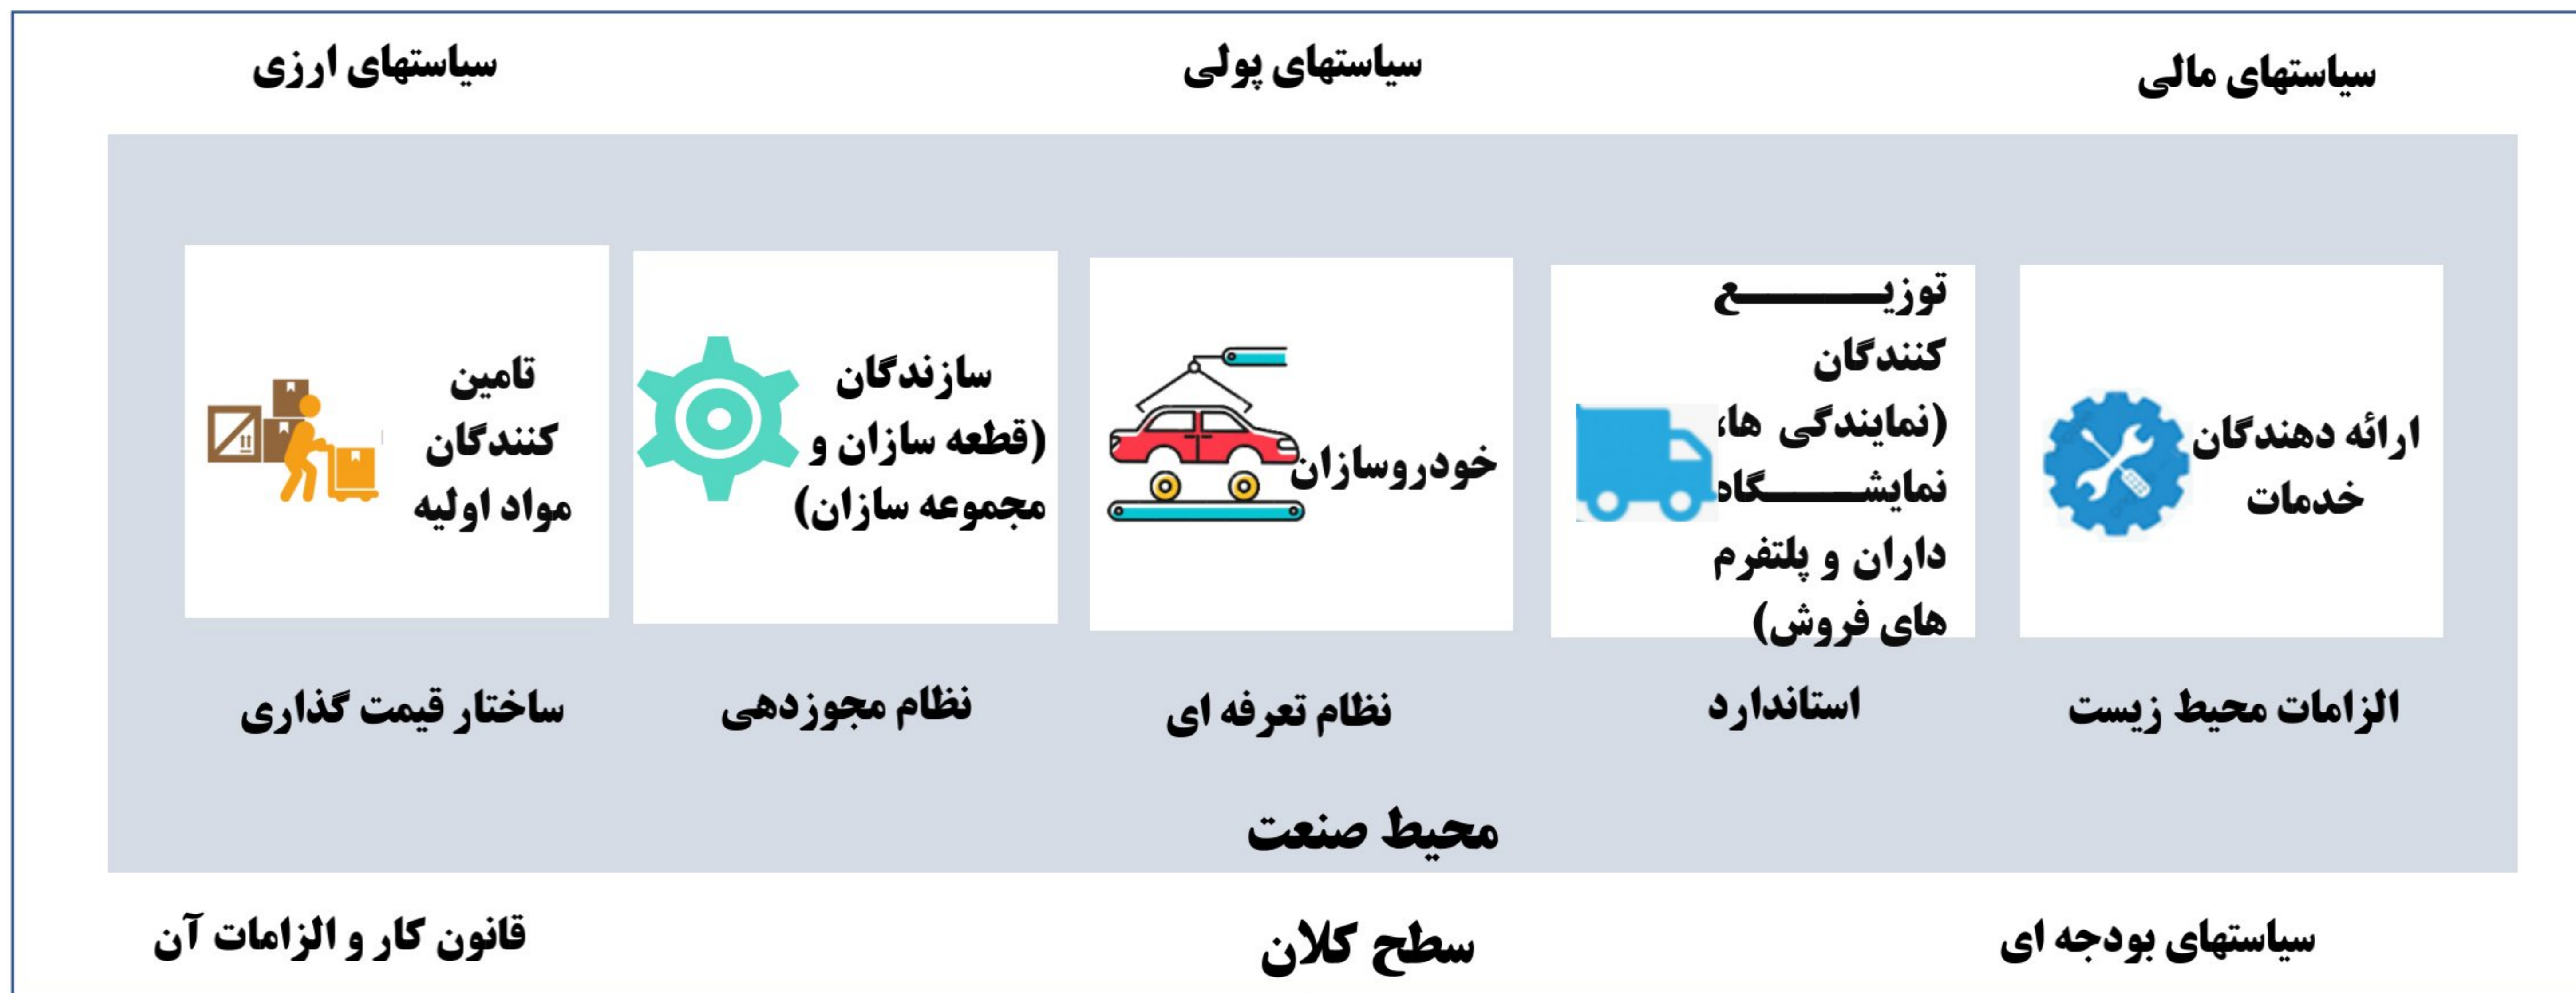 سیاستهای مالی
سیاستهای پولی
سیاستهای ارزی
ارائه دهندگان
خدمات
توزیـــــــــــع
کنندگان
(نمایندگی ها،
نمایشـــــــگاه
داران و پلتفرم
های فروش)
خودروسازان
سازندگان
(قطعه سازان و
مجموعه سازان)
تامین
کنندگان
مواد اولیه
الزامات محیط زیست
استاندارد
نظام تعرفه ای
نظام مجوزدهی
ساختار قیمت گذاری
محیط صنعت
سیاستهای بودجه ای
سطح کلان
قانون کار و الزامات آن